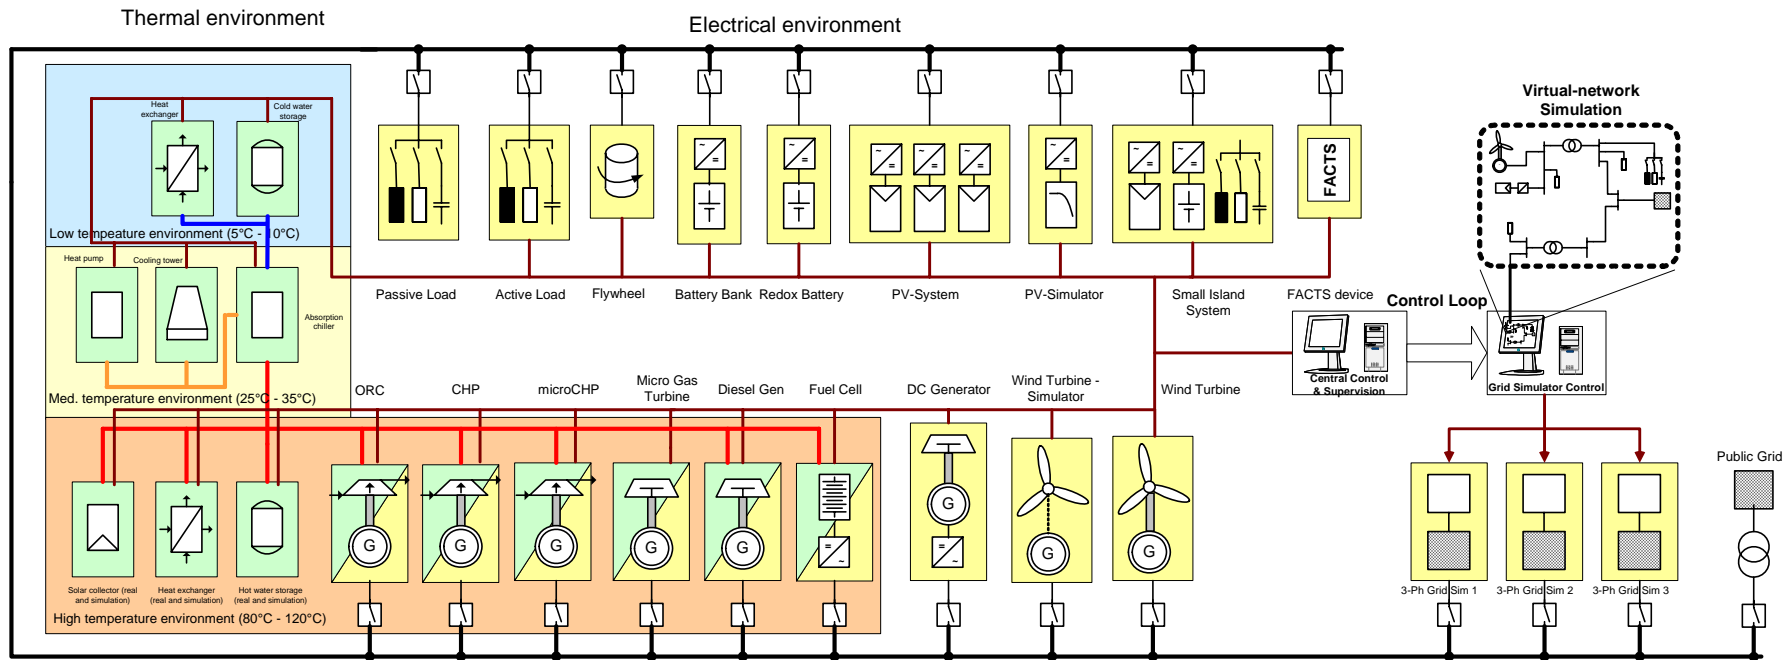 Thermal environment
Electrical environment
Heat
exchanger
Cold water
storage
Low tempeature environment (5°C - 10°C)
Heat pump
Cooling tower
Absorption
chiller
Med. temperature environment (25°C - 35°C)
~
=
~
=
~
=
~
=
~
=
~
=
~
=
~
=
FACTS
Passive Load
Active Load
Flywheel
Battery Bank
Redox Battery
PV-System
PV-Simulator
Small Island
System
FACTS device
Virtual-network
Simulation
Control Loop
Central Control
& Supervision
Grid Simulator Control
ORC
CHP
microCHP
Micro Gas
Turbine
Diesel Gen
Fuel Cell
DC Generator
Wind Turbine -
Simulator
Wind Turbine
G
G
G
G
G
=
~
G
=
~
G
G
Solar collector (real
and simulation)
Heat exchanger
(real and simulation)
Hot water storage
(real and simulation)
High temperature environment (80°C - 120°C)
3-Ph Grid Sim 1
3-Ph Grid Sim 2
3-Ph Grid Sim 3
Public Grid